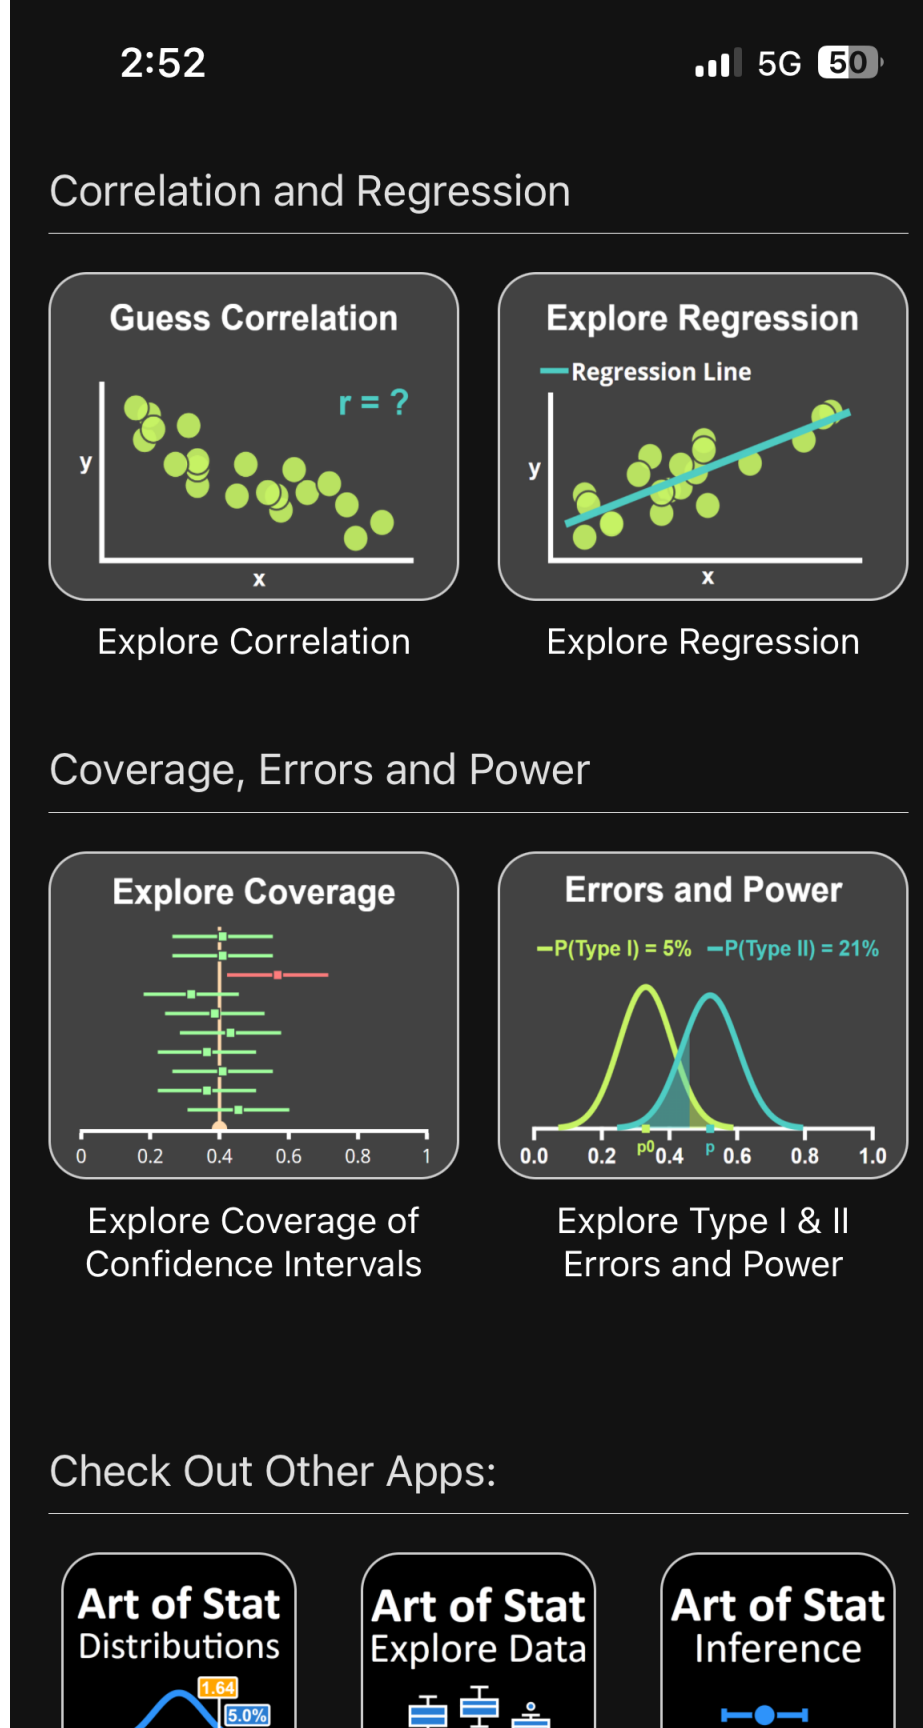 2:52 5G 50
Correlation and Regression
Guess Correlation
r = ?
y
x
Explore Correlation
Explore Regression
Regression Line
y
x
Explore Regression
Coverage, Errors and Power
Explore Coverage
0 0.2 0.4 0.6 0.8 1
Explore Coverage of
Confidence Intervals
Errors and Power
P(Type I) = 5% P(Type II) = 21%
p0 p
0.0 0.2 0.4 0.6 0.8 1.0
Explore Type I & II
Errors and Power
Check Out Other Apps:
Art of Stat
Distributions
1.64
5.0%
Art of Stat
Explore Data
Art of Stat
Inference